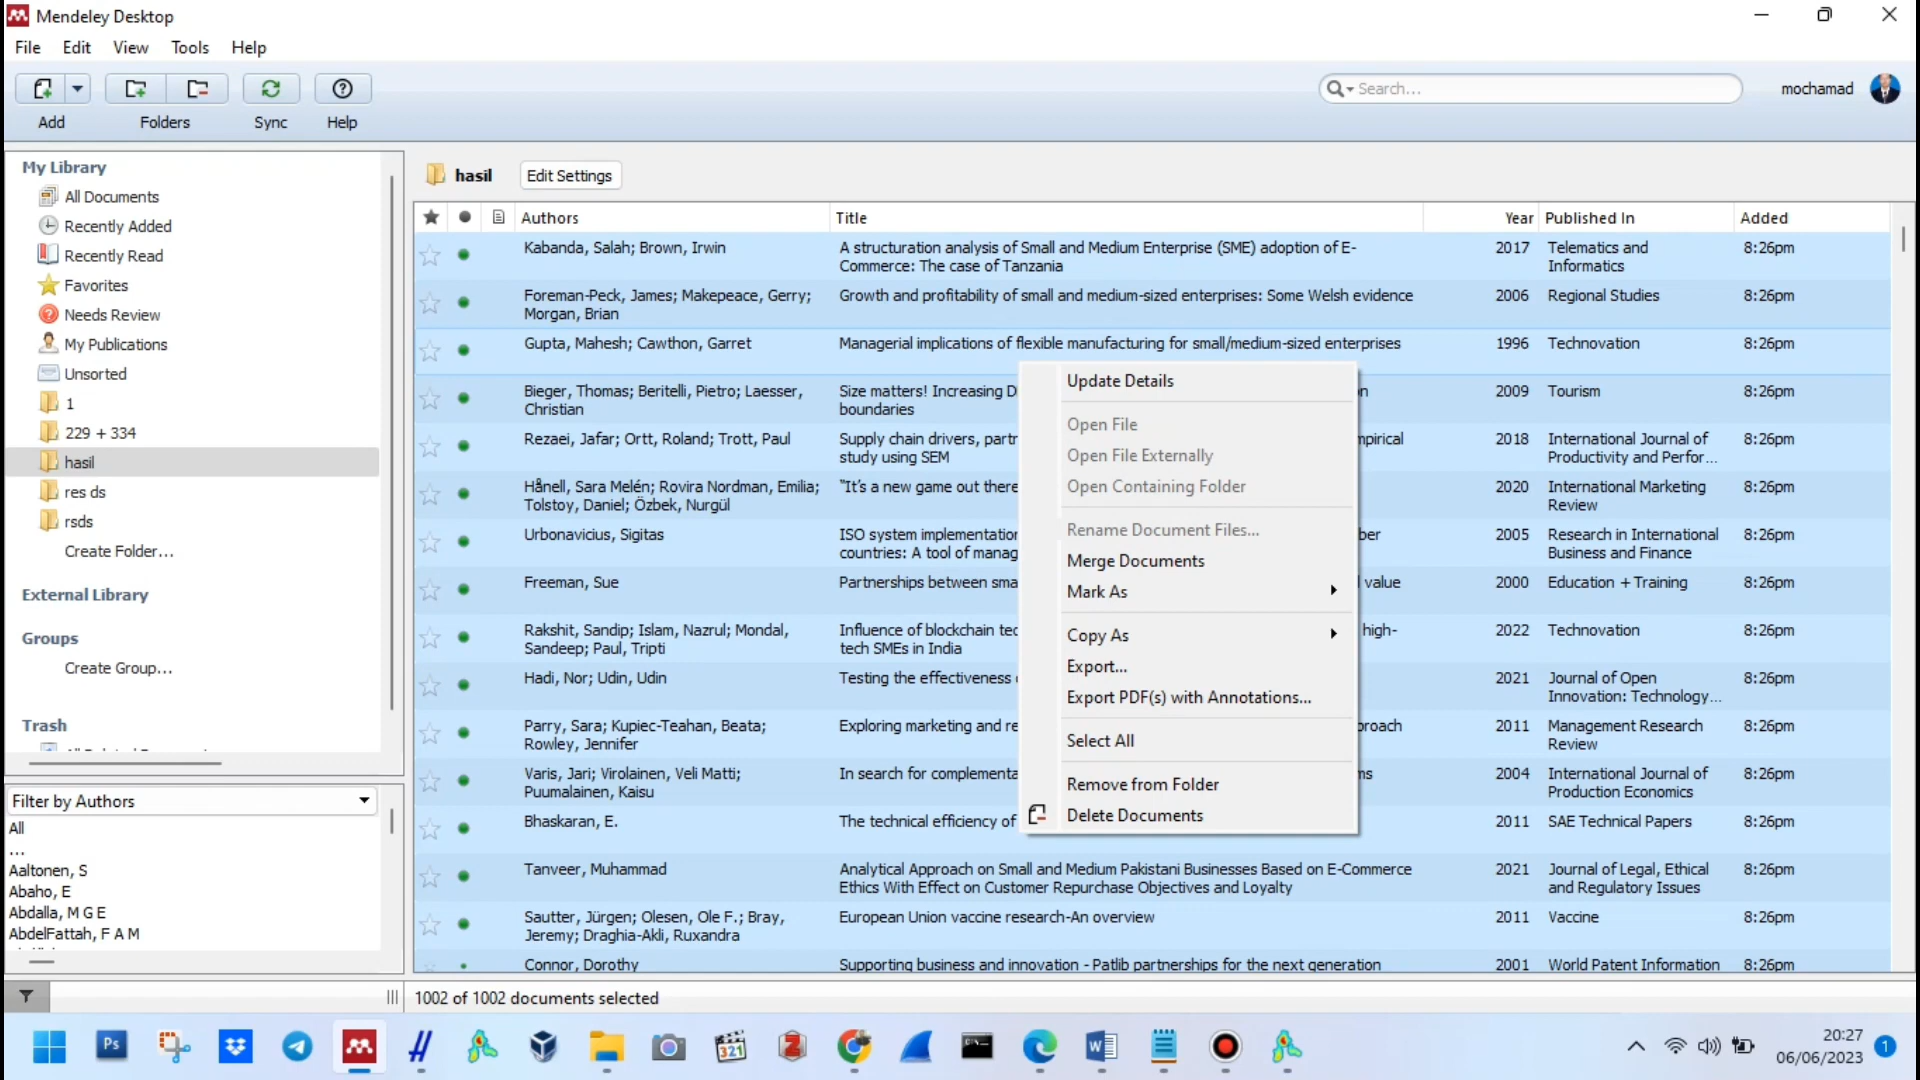 Mendeley Desktop
File Edit View Tools Help
Search...
mochamad
Add Folders Sync Help
My Library
All Documents
Recently Added
Recently Read
Favorites
Needs Review
My Publications
Unsorted
1
229 + 334
hasil
res ds
rsds
Create Folder...
External Library
Groups
Create Group...
Trash
Filter by Authors
All
...
Aaltonen, S
Abaho, E
Abdalla, M G E
AbdelFattah, F A M
hasil Edit Settings
Authors Title Year Published In Added
Kabanda, Salah; Brown, Irwin A structuration analysis of Small and Medium Enterprise (SME) adoption of E- 2017 Telematics and 8:26pm
Commerce: The case of Tanzania Informatics
Foreman-Peck, James; Makepeace, Gerry; Growth and profitability of small and medium-sized enterprises: Some Welsh evidence 2006 Regional Studies 8:26pm
Morgan, Brian
Gupta, Mahesh; Cawthon, Garret Managerial implications of flexible manufacturing for small/medium-sized enterprises 1996 Technovation 8:26pm
Bieger, Thomas; Beritelli, Pietro; Laesser, Size matters! Increasing D n 2009 Tourism 8:26pm
Christian boundaries
Rezaei, Jafar; Ortt, Roland; Trott, Paul Supply chain drivers, partr mpirical 2018 International Journal of 8:26pm
study using SEM Productivity and Perfor...
Hånell, Sara Melén; Rovira Nordman, Emilia; "It's a new game out there 2020 International Marketing 8:26pm
Tolstoy, Daniel; Özbek, Nurgül Review
Urbonavicius, Sigitas ISO system implementation ber 2005 Research in International 8:26pm
countries: A tool of manag Business and Finance
Freeman, Sue Partnerships between sma l value 2000 Education + Training 8:26pm
Rakshit, Sandip; Islam, Nazrul; Mondal, Influence of blockchain tec high- 2022 Technovation 8:26pm
Sandeep; Paul, Tripti tech SMEs in India
Hadi, Nor; Udin, Udin Testing the effectiveness 2021 Journal of Open 8:26pm
Innovation: Technology...
Parry, Sara; Kupiec-Teahan, Beata; Exploring marketing and re proach 2011 Management Research 8:26pm
Rowley, Jennifer Review
Varis, Jari; Virolainen, Veli Matti; In search for complementa ms 2004 International Journal of 8:26pm
Puumalainen, Kaisu Production Economics
Bhaskaran, E. The technical efficiency of 2011 SAE Technical Papers 8:26pm
Tanveer, Muhammad Analytical Approach on Small and Medium Pakistani Businesses Based on E-Commerce 2021 Journal of Legal, Ethical 8:26pm
Ethics With Effect on Customer Repurchase Objectives and Loyalty and Regulatory Issues
Sautter, Jürgen; Olesen, Ole F.; Bray, European Union vaccine research-An overview 2011 Vaccine 8:26pm
Jeremy; Draghia-Akli, Ruxandra
Connor, Dorothy Supporting business and innovation - Patlib partnerships for the next generation 2001 World Patent Information 8:26pm
Update Details
Open File
Open File Externally
Open Containing Folder
Rename Document Files...
Merge Documents
Mark As
Copy As
Export...
Export PDF(s) with Annotations...
Select All
Remove from Folder
Delete Documents
1002 of 1002 documents selected
Ps
321
20:27
06/06/2023
1